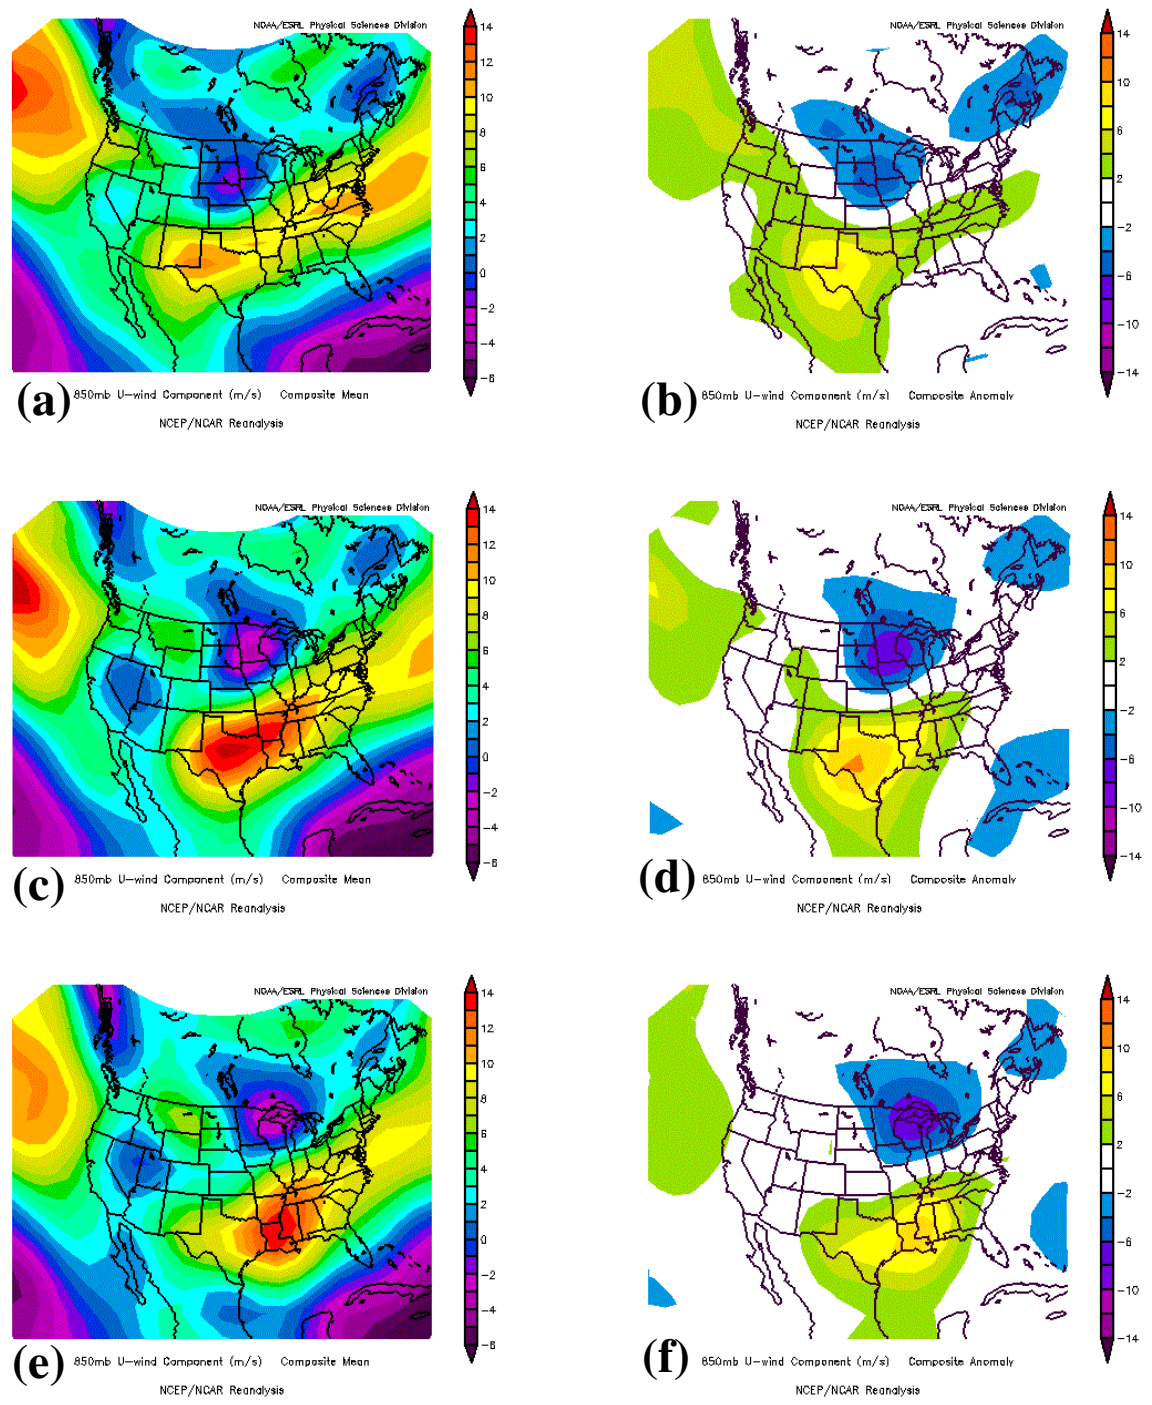 NOAA/ESRL Physical Sciences Division
14
12
10
8
6
4
2
0
-2
-4
-6
(a)
850mb U-wind Component (m/s) Composite Mean
NCEP/NCAR Reanalysis
NOAA/ESRL Physical Sciences Division
14
10
6
2
-2
-6
-10
-14
(b)
850mb U-wind Component (m/s) Composite Anomaly
NCEP/NCAR Reanalysis
NOAA/ESRL Physical Sciences Division
14
12
10
8
6
4
2
0
-2
-4
-6
(c)
850mb U-wind Component (m/s) Composite Mean
NCEP/NCAR Reanalysis
NOAA/ESRL Physical Sciences Division
14
10
6
2
-2
-6
-10
-14
(d)
850mb U-wind Component (m/s) Composite Anomaly
NCEP/NCAR Reanalysis
NOAA/ESRL Physical Sciences Division
14
12
10
8
6
4
2
0
-2
-4
-6
(e)
850mb U-wind Component (m/s) Composite Mean
NCEP/NCAR Reanalysis
NOAA/ESRL Physical Sciences Division
14
10
6
2
-2
-6
-10
-14
(f)
850mb U-wind Component (m/s) Composite Anomaly
NCEP/NCAR Reanalysis